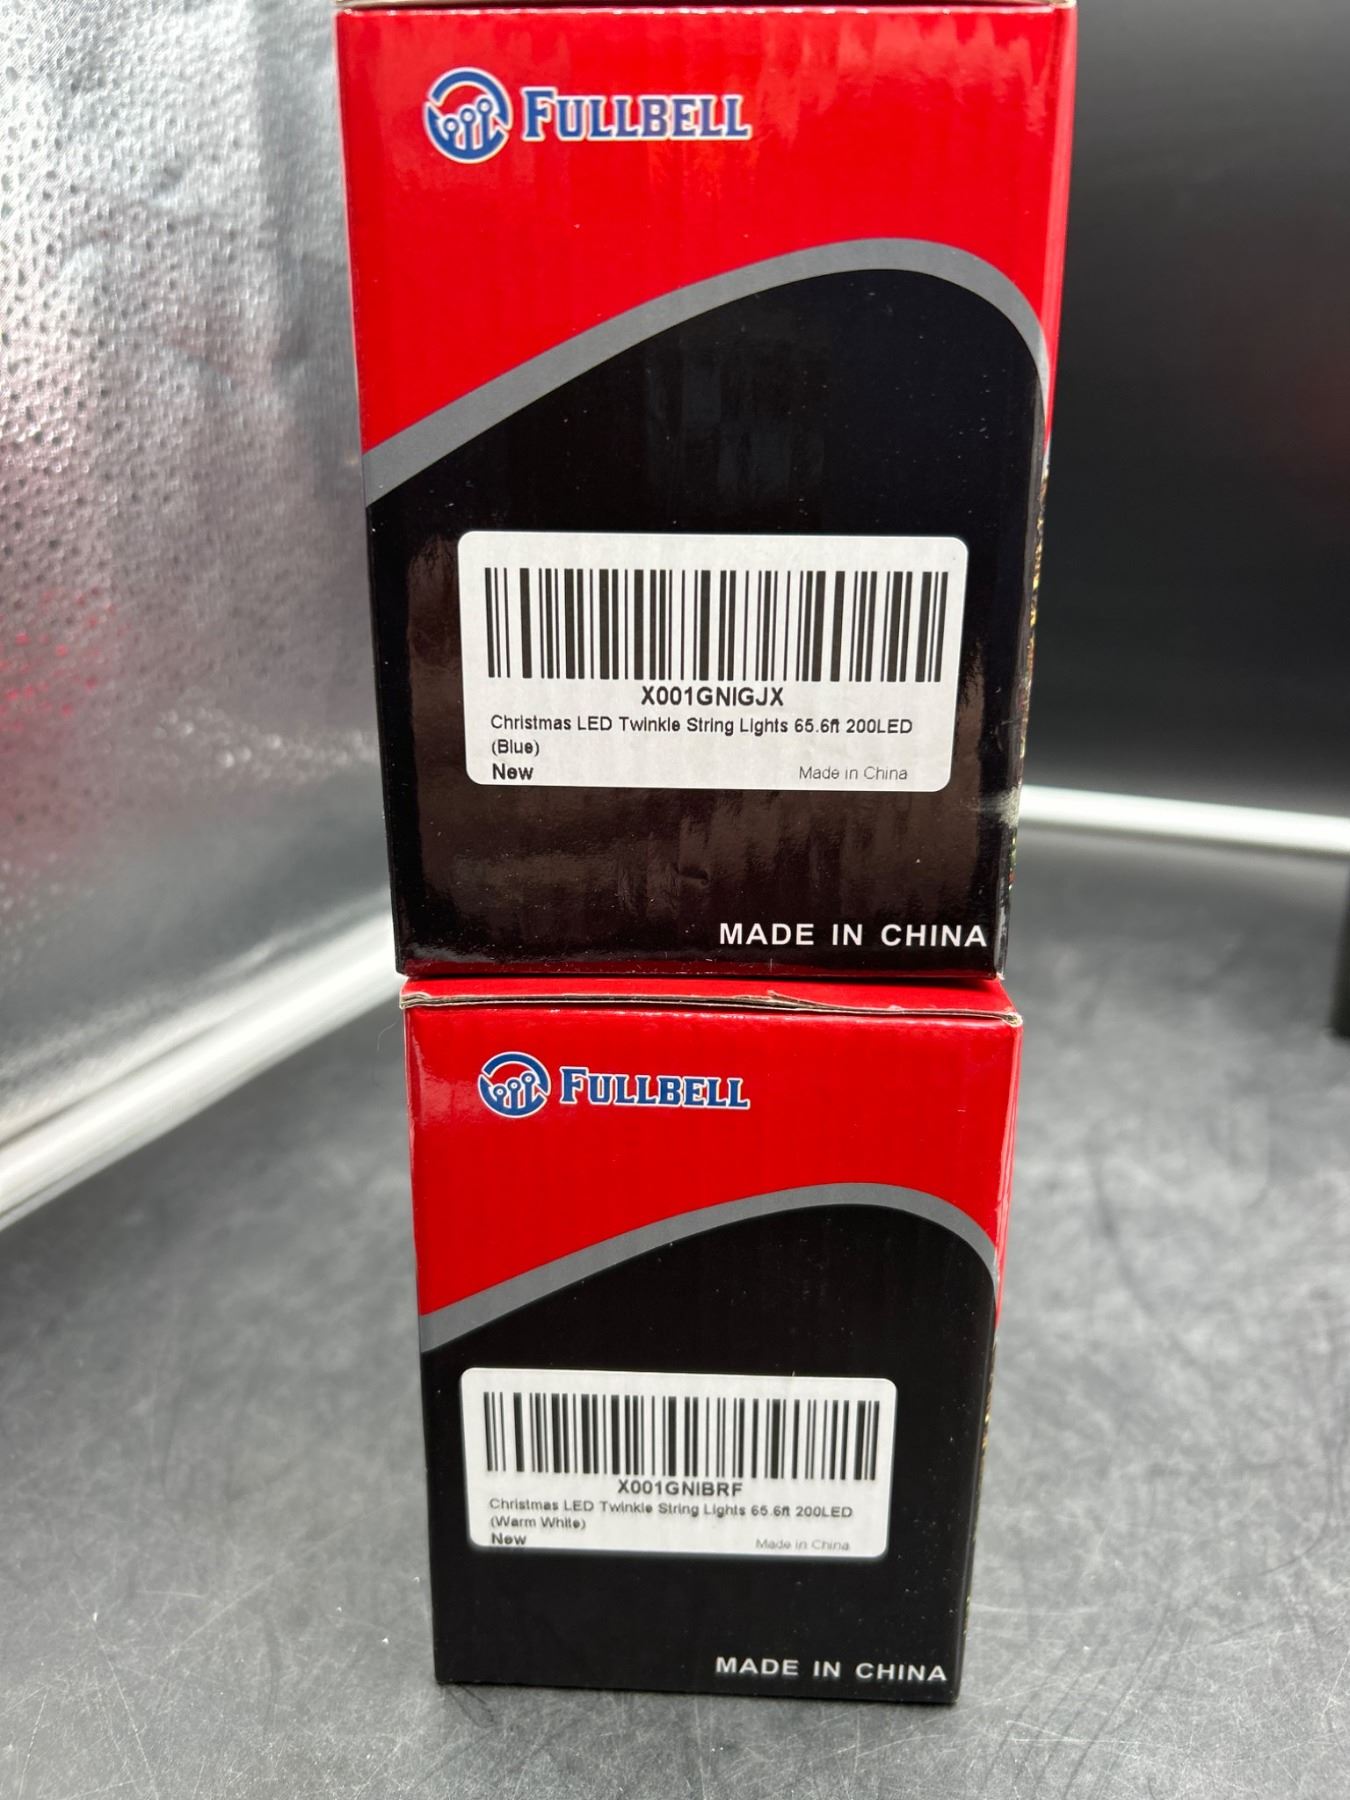 FULLBELL
X001GNIGJX
Christmas LED Twinkle String Lights 65.6ft 200LED
(Blue)
New Made in China
MADE IN CHINA
FULLBELL
X001GNIBRF
Christmas LED Twinkle String Lights 65.6ft 200LED
(Warm White)
New Made in China
MADE IN CHINA